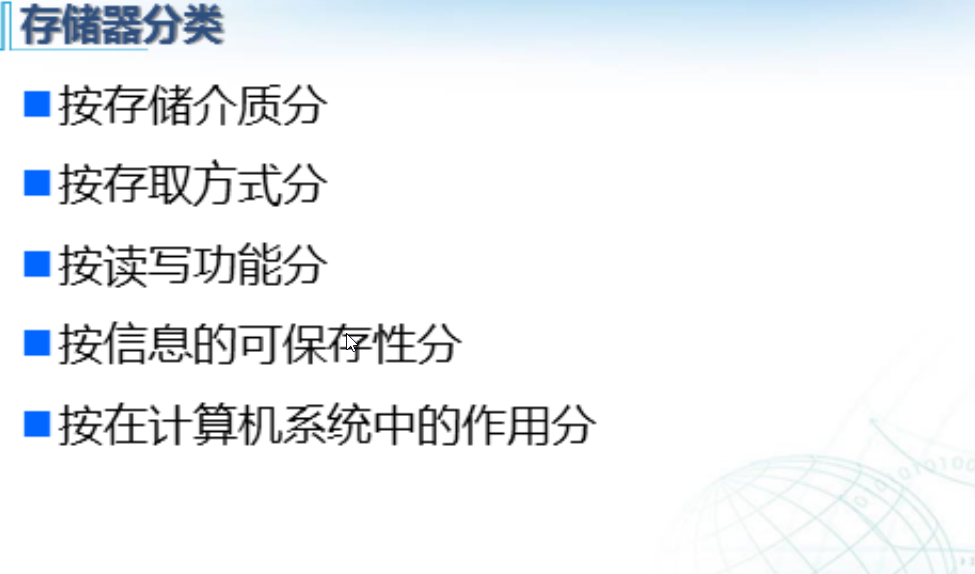 存储器分类
按存储介质分
按存取方式分
按读写功能分
按信息的可保存性分
按在计算机系统中的作用分